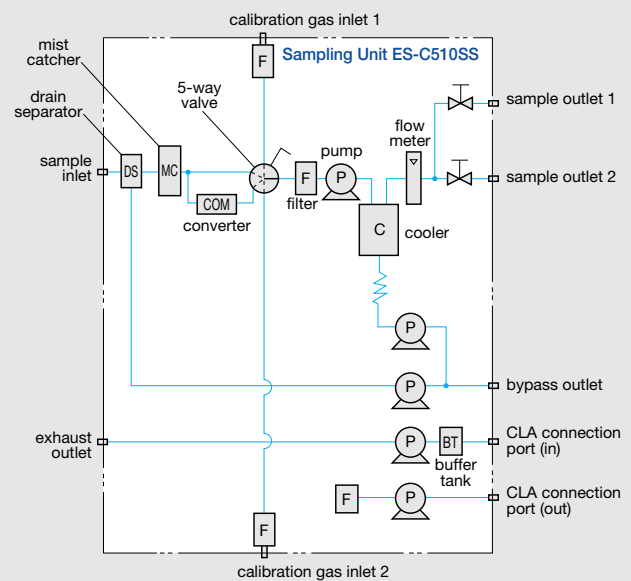 calibration gas inlet 1
mist
catcher
F
Sampling Unit ES-C510SS
drain
separator
5-way
valve
sample outlet 1
flow
meter
pump
sample
inlet
DS
MC
COM
converter
F
filter
P
sample outlet 2
C
cooler
P
P
bypass outlet
exhaust
outlet
P
BT
buffer
tank
CLA connection
port (in)
F
P
CLA connection
port (out)
F
calibration gas inlet 2